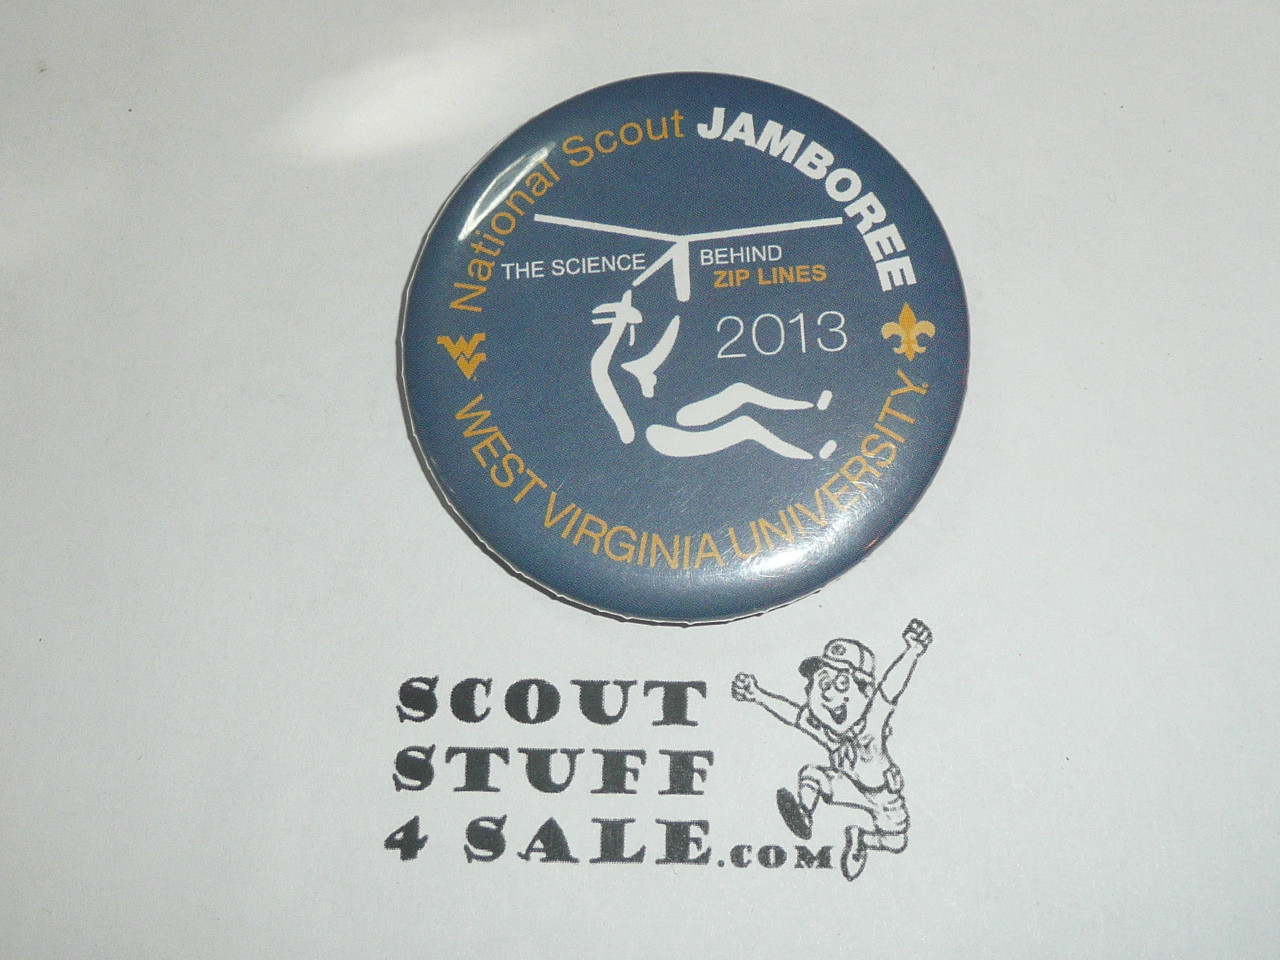 National Scout JAMBOREE
THE SCIENCE BEHIND
ZIP LINES
2013
WEST VIRGINIA UNIVERSITY.
SCOUT
STUFF
4 SALE.COM